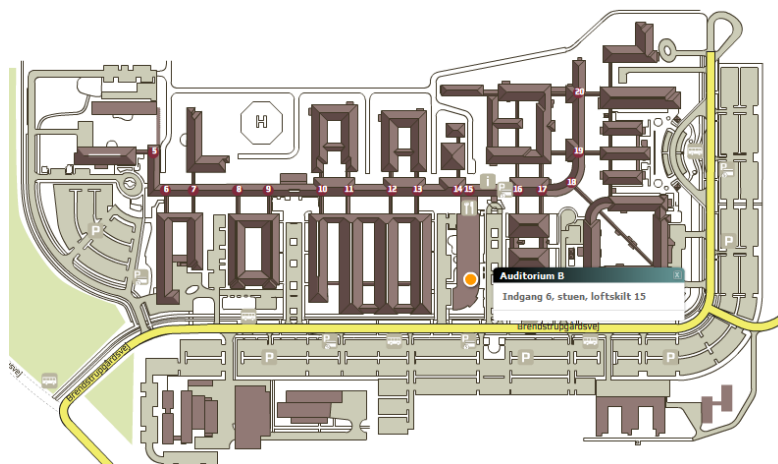 20
H
5
19
i
P
6
7
8
9
10
11
12
13
14
15
16
17
18
P
P
P
Auditorium B x
Indgang 6, stuen, loftskilt 15
P
Brendstrupgårdsvej
P
P
P
Brendstrupgårdsvej